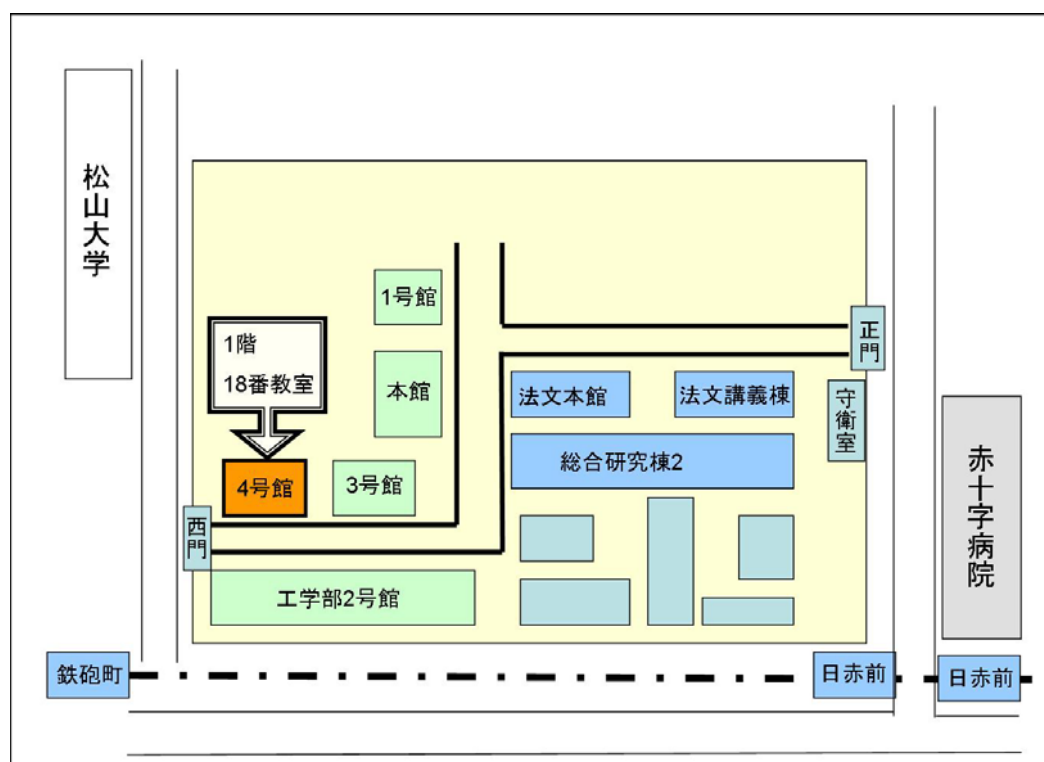 松山大学
1号館
1階
18番教室
本館
正門
法文本館
法文講義棟
守衛室
総合研究棟2
4号館
3号館
西門
赤十字病院
工学部2号館
鉄砲町
日赤前
日赤前